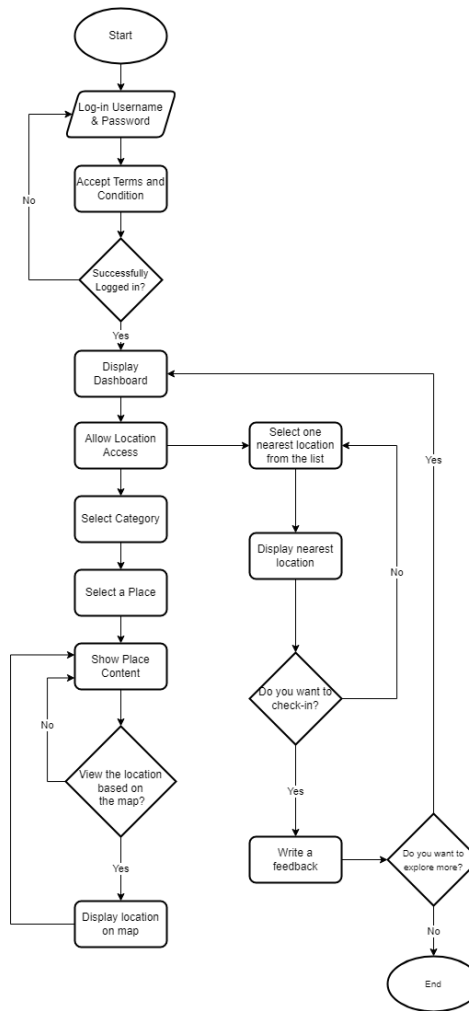 Start
Log-in Username
& Password
Accept Terms and
Condition
No
Successfully
Logged in?
Yes
Display
Dashboard
Allow Location
Access
Select one
nearest location
from the list
Yes
Select Category
Display nearest
location
No
Select a Place
Show Place
Content
Do you want to
check-in?
No
View the location
based on
the map?
Yes
Write a
feedback
Do you want to
explore more?
Yes
Display location
on map
No
End